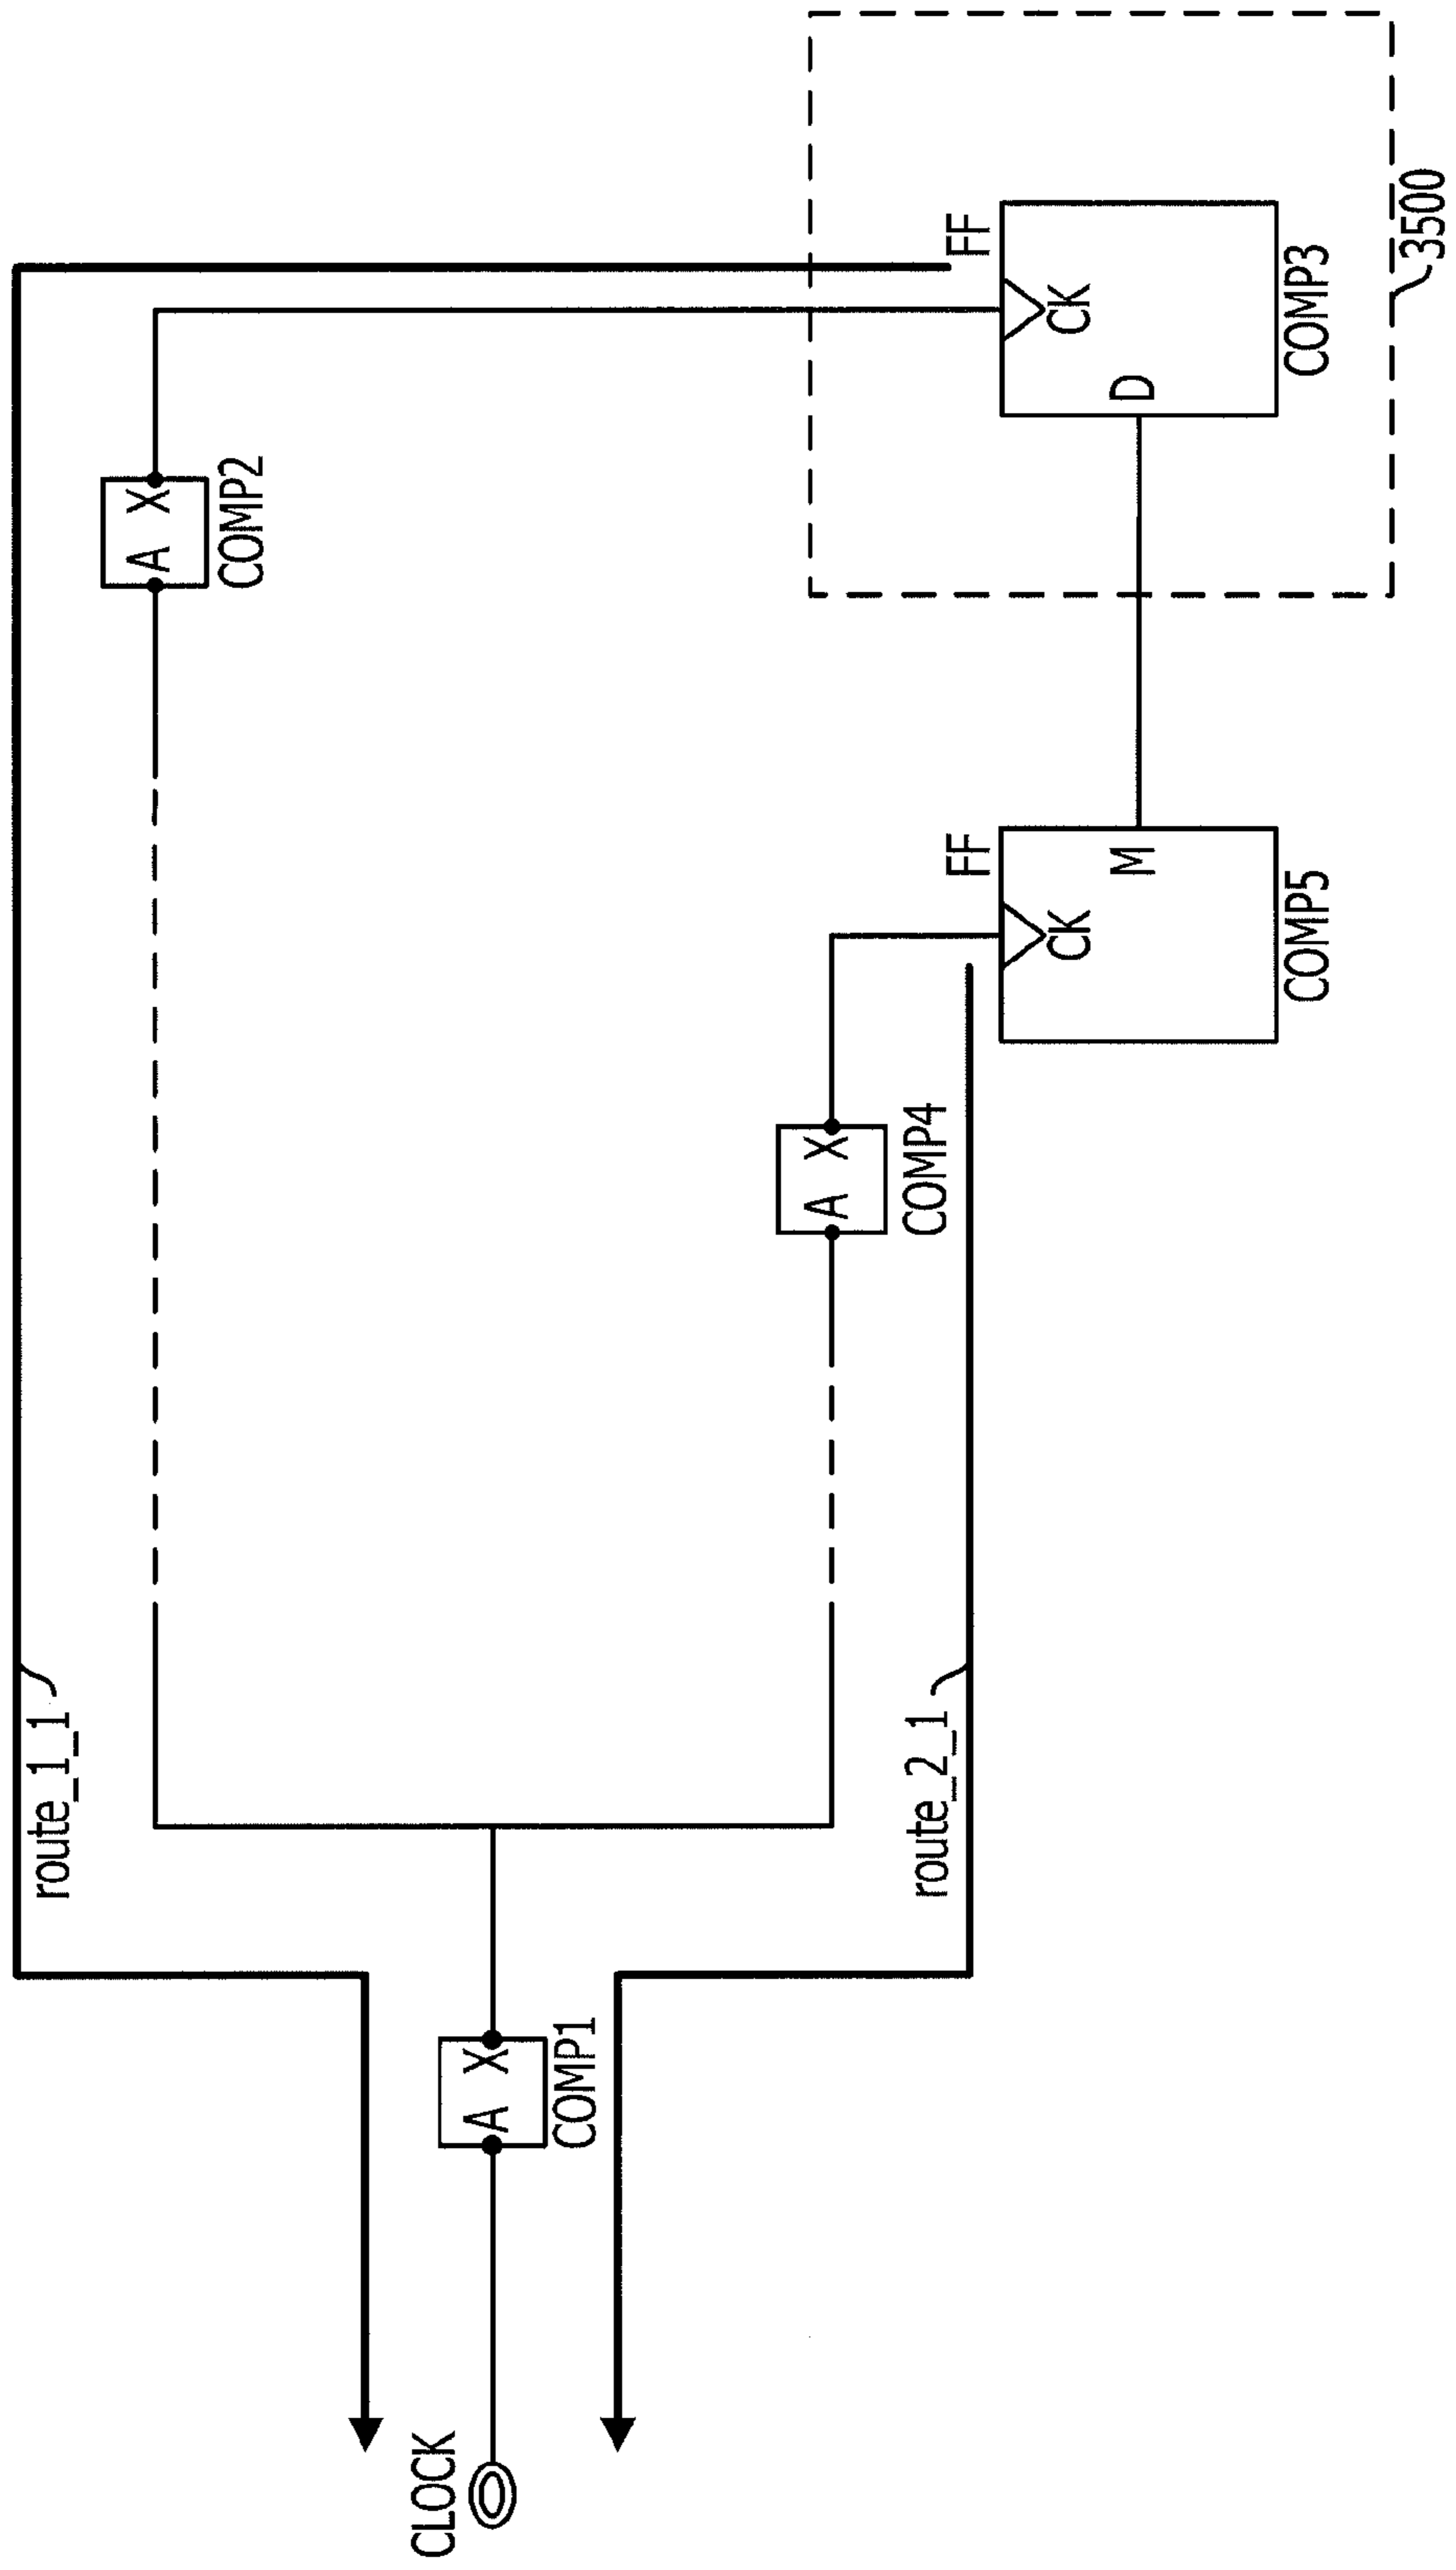 route_1_1
A X
COMP2
CLOCK
A X
COMP1
A X
COMP4
route_2_1
FF
CK
M
COMP5
FF
CK
D
COMP3
3500